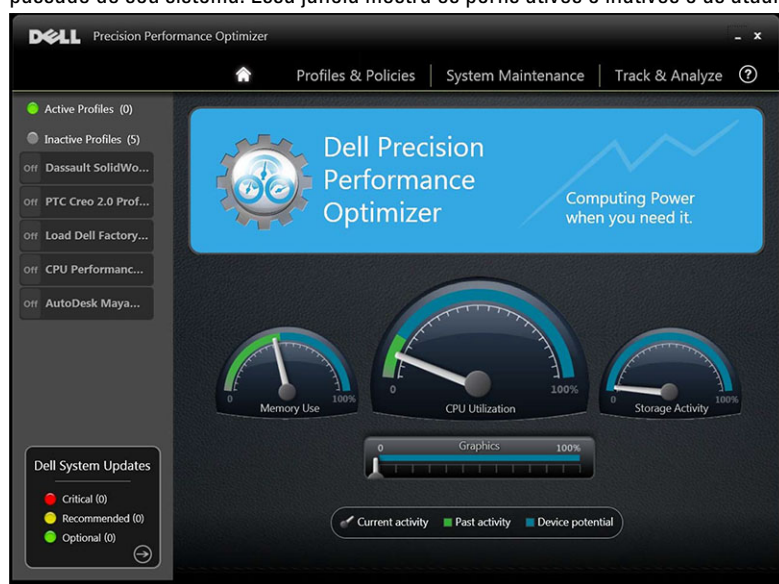 DELL Precision Performance Optimizer
Profiles & Policies System Maintenance Track & Analyze ?
Active Profiles (0)
Inactive Profiles (5)
Off Dassault SolidWo...
Off PTC Creo 2.0 Prof...
Off Load Dell Factory...
Off CPU Performanc...
Off AutoDesk Maya...
Dell Precision
Performance
Optimizer
Computing Power
when you need it.
0 100%
Memory Use
0 100%
CPU Utilization
0 100%
Storage Activity
0 Graphics 100%
Current activity Past activity Device potential
Dell System Updates
Critical (0)
Recommended (0)
Optional (0)